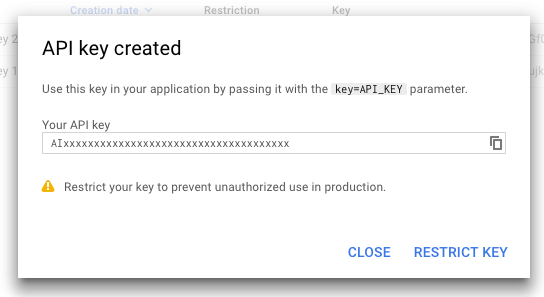 Creation date Restriction Key
ey 2
ey 1
API key created
Use this key in your application by passing it with the key=API_KEY parameter.
Your API key
AIxxxxxxxxxxxxxxxxxxxxxxxxxxxxxxxxxxxxx
Restrict your key to prevent unauthorized use in production.
CLOSE RESTRICT KEY